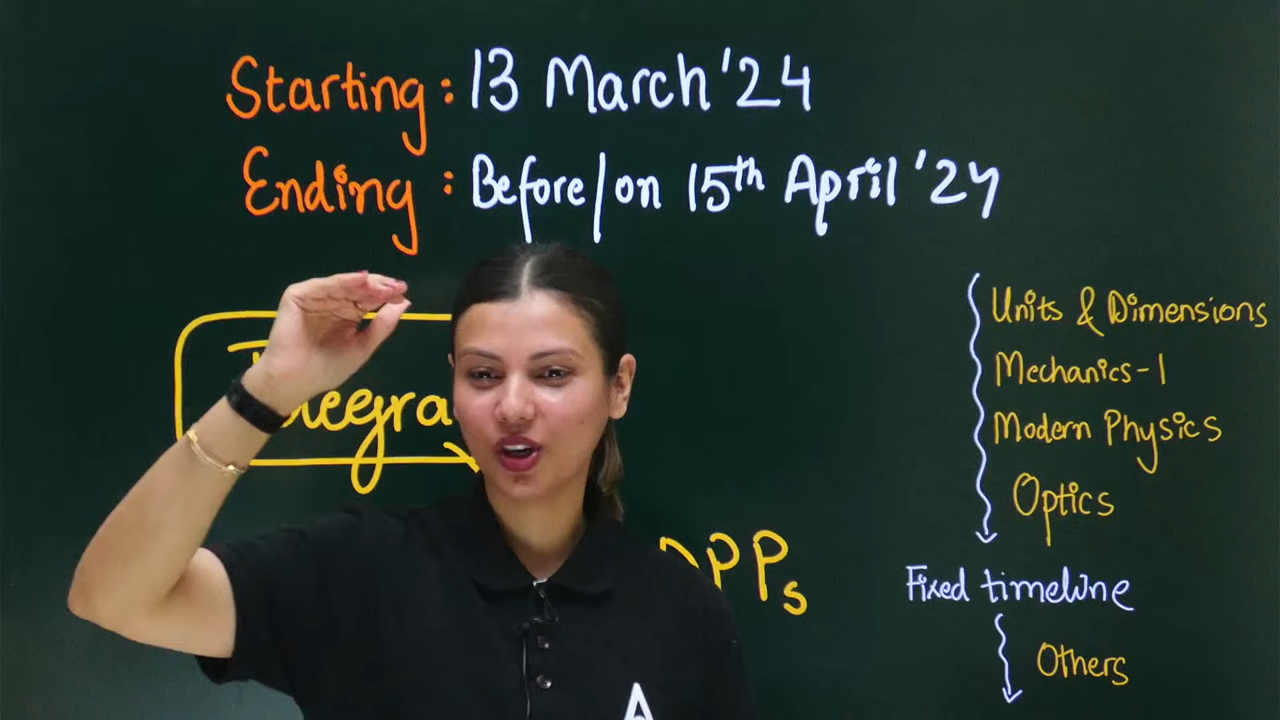 Starting : 13 March '24
Ending : Before/on 15th April '24
Units & Dimensions
Mechanics-1
Modern Physics
Optics
DPPs
Fixed timeline
Others
A